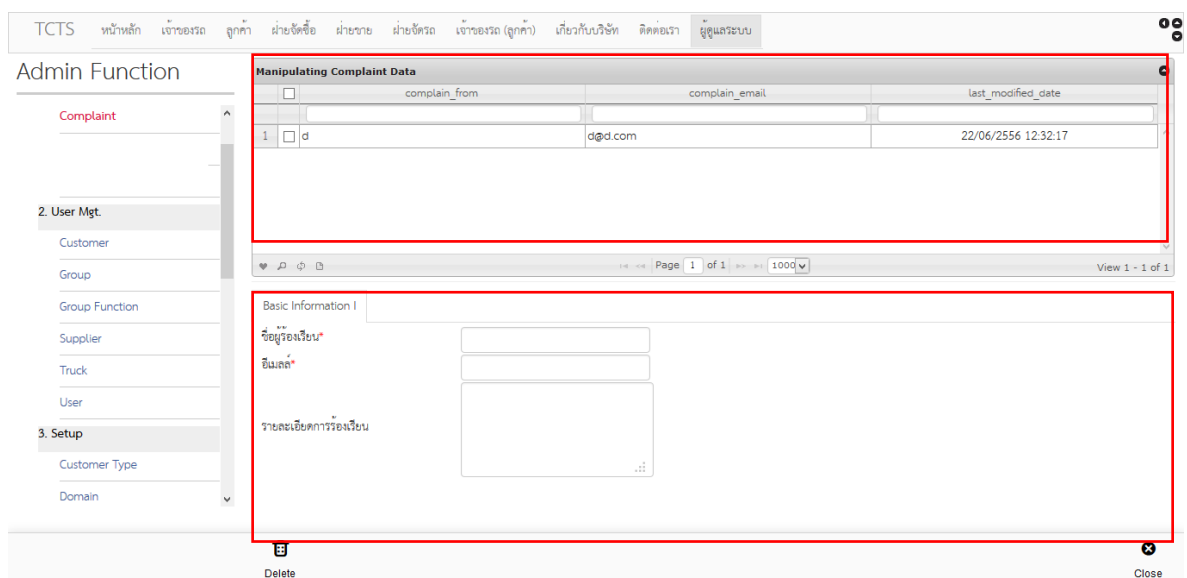 TCTS หน้าหลัก เจ้าของรถ ลูกค้า ฝ่ายจัดซื้อ ฝ่ายขาย ฝ่ายจัดรถ เจ้าของรถ (ลูกค้า) เกี่ยวกับบริษัท ติดต่อเรา ผู้ดูแลระบบ
Admin Function
Complaint
2. User Mgt.
Customer
Group
Group Function
Supplier
Truck
User
3. Setup
Customer Type
Domain
Manipulating Complaint Data
complain_from complain_email last_modified_date
1 d d@d.com 22/06/2556 12:32:17
Page 1 of 1 1000 View 1 - 1 of 1
Basic Information I
ชื่อผู้ร้องเรียน*
อีเมลล์*
รายละเอียดการร้องเรียน
Delete Close